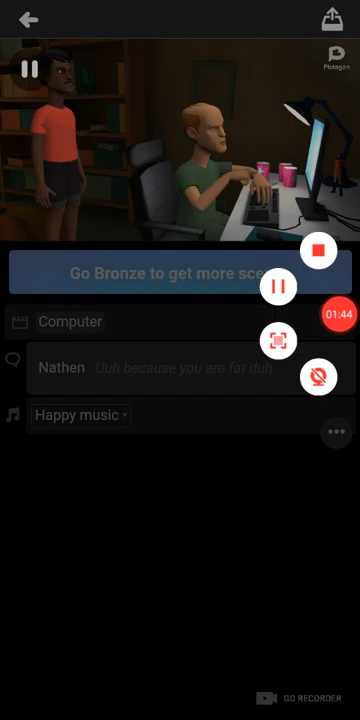 Plotagon
Go Bronze to get more sce
01:44
Computer
Nathen Uuh because you are fat duh
Happy music
GO RECORDER